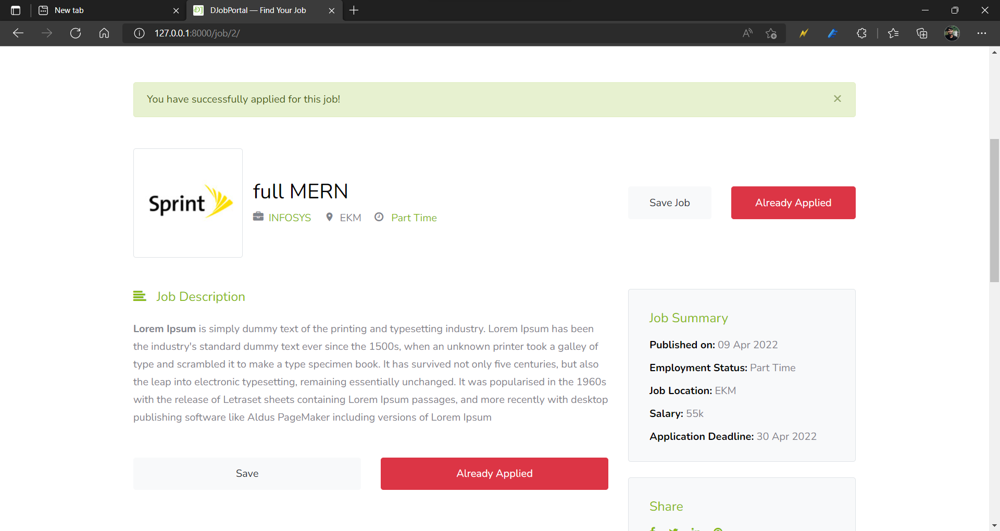 New tab
DJobPortal — Find Your Job
127.0.0.1:8000/job/2/
You have successfully applied for this job!
Sprint
full MERN
INFOSYS EKM Part Time
Save Job
Already Applied
Job Description
Lorem Ipsum is simply dummy text of the printing and typesetting industry. Lorem Ipsum has been
the industry's standard dummy text ever since the 1500s, when an unknown printer took a galley of
type and scrambled it to make a type specimen book. It has survived not only five centuries, but also
the leap into electronic typesetting, remaining essentially unchanged. It was popularised in the 1960s
with the release of Letraset sheets containing Lorem Ipsum passages, and more recently with desktop
publishing software like Aldus PageMaker including versions of Lorem Ipsum
Save
Already Applied
Job Summary
Published on: 09 Apr 2022
Employment Status: Part Time
Job Location: EKM
Salary: 55k
Application Deadline: 30 Apr 2022
Share